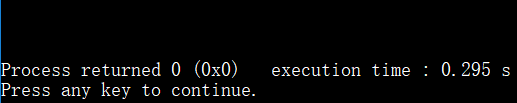 Process returned 0 (0x0)   execution time : 0.295 s
Press any key to continue.